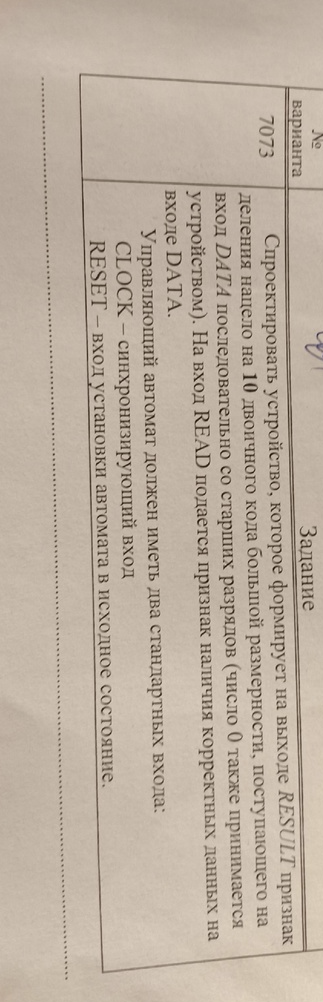 №
варианта
Задание
7073
Спроектировать устройство, которое формирует на выходе RESULT признак
деления нацело на 10 двоичного кода большой размерности, поступающего на
вход DATA последовательно со старших разрядов (число 0 также принимается
устройством). На вход READ подается признак наличия корректных данных на
входе DATA.
Управляющий автомат должен иметь два стандартных входа:
CLOCK – синхронизирующий вход
RESET – вход установки автомата в исходное состояние.